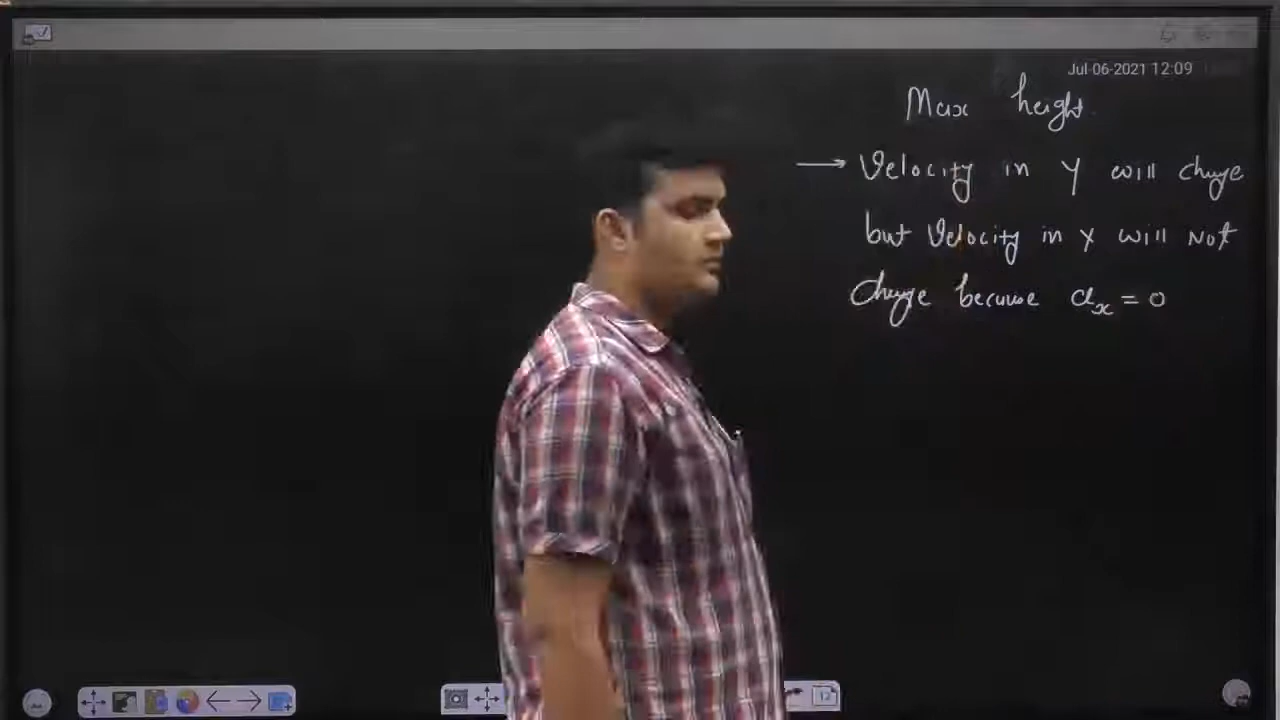 Jul-06-2021 12:09
Max height
→ Velocity in Y will change
but Velocity in X will Not
Change because ax = 0